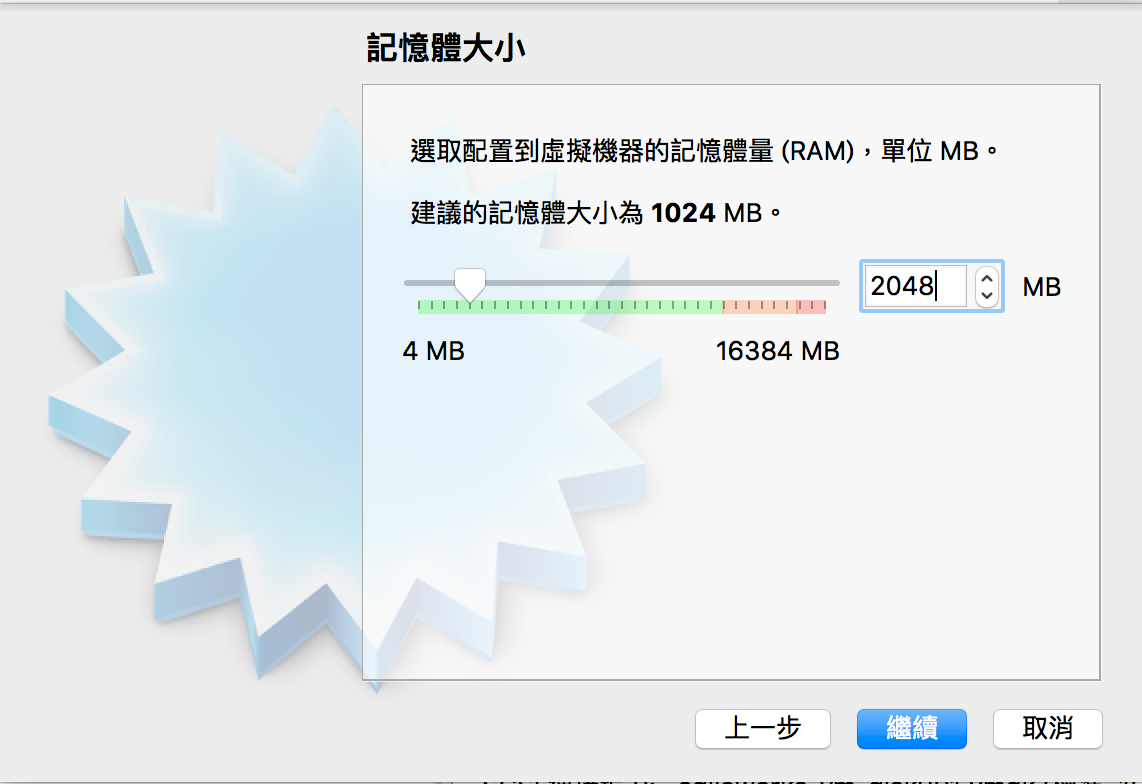 記憶體大小
選取配置到虛擬機器的記憶體量 (RAM)，單位 MB。
建議的記憶體大小為 1024 MB。
2048 MB
4 MB 16384 MB
上一步 繼續 取消